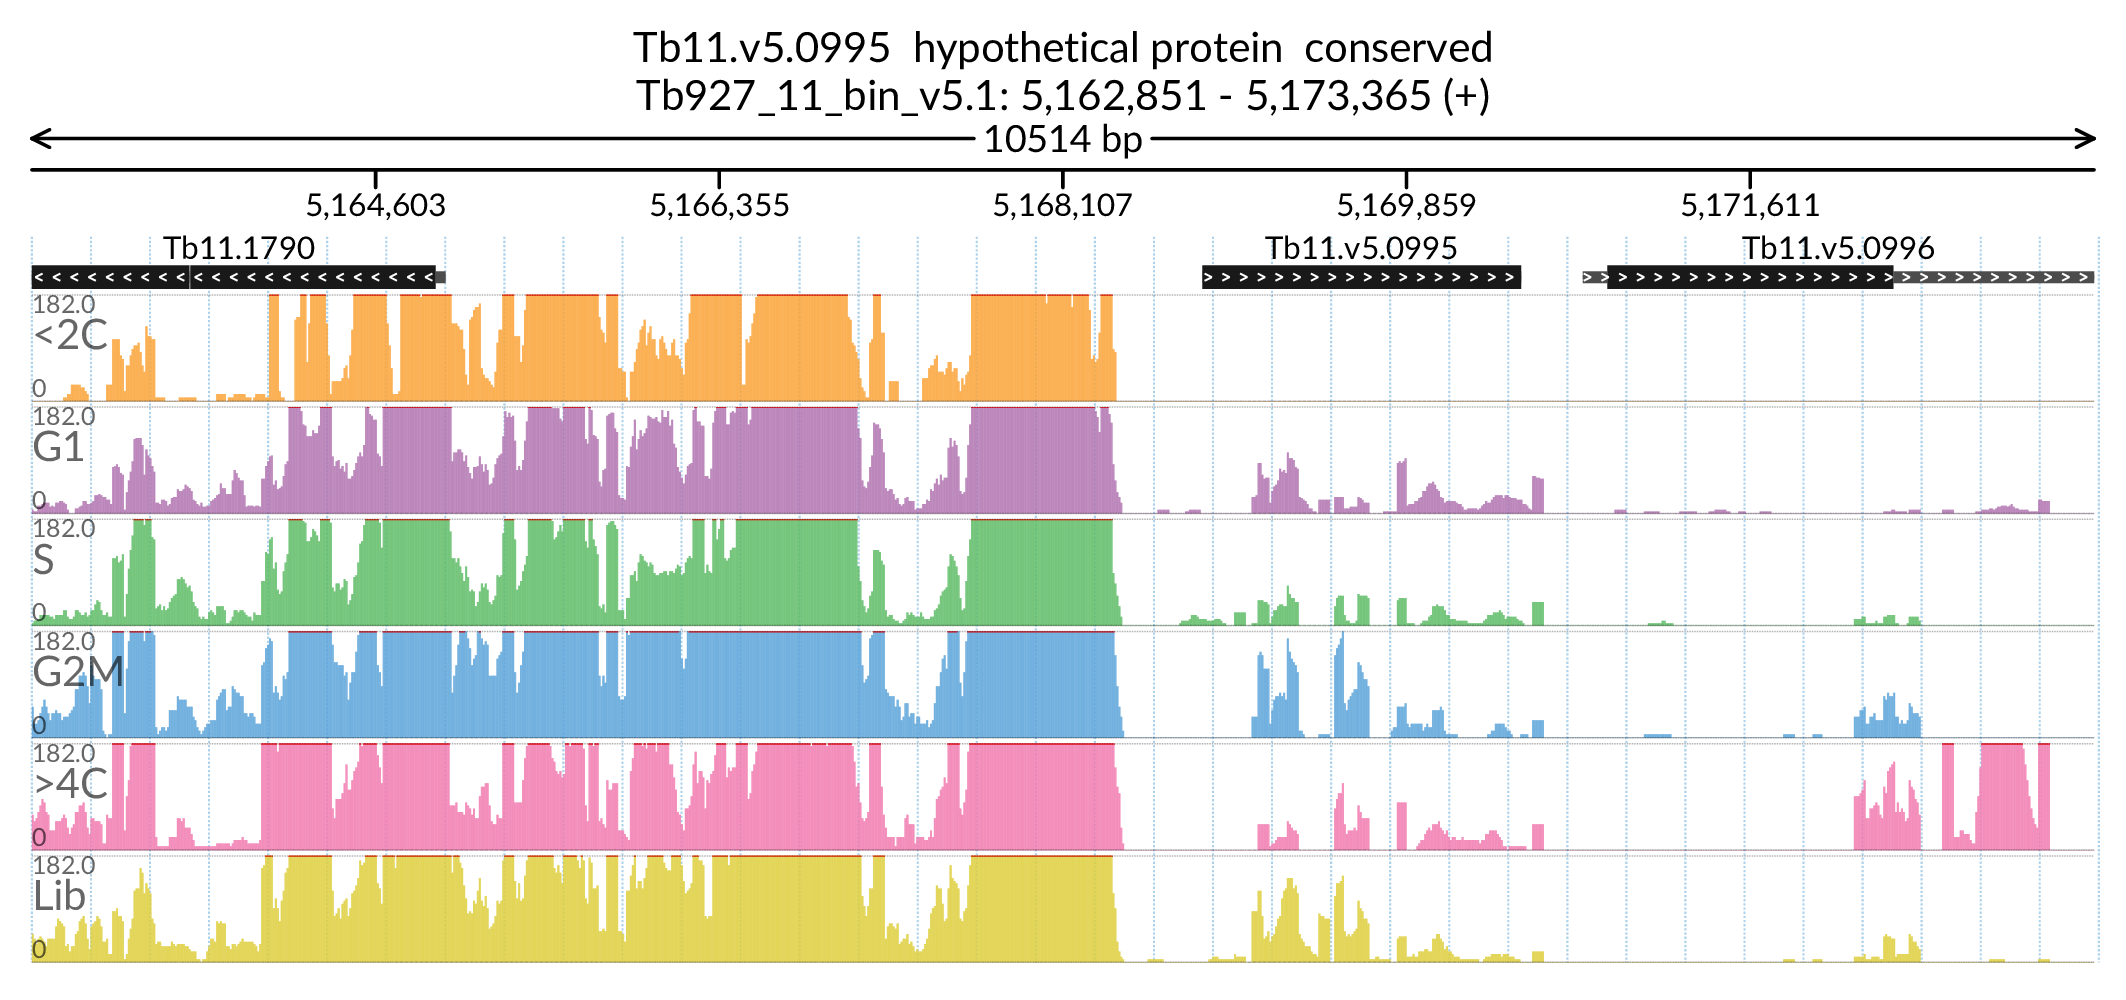 Tb11.v5.0995  hypothetical protein  conserved
Tb927_11_bin_v5.1: 5,162,851 - 5,173,365 (+)
10514 bp
5,164,603 5,166,355 5,168,107 5,169,859 5,171,611
Tb11.1790 Tb11.v5.0995 Tb11.v5.0996
182.0
<2C
0
182.0
G1
0
182.0
S
0
182.0
G2M
0
182.0
>4C
0
182.0
Lib
0